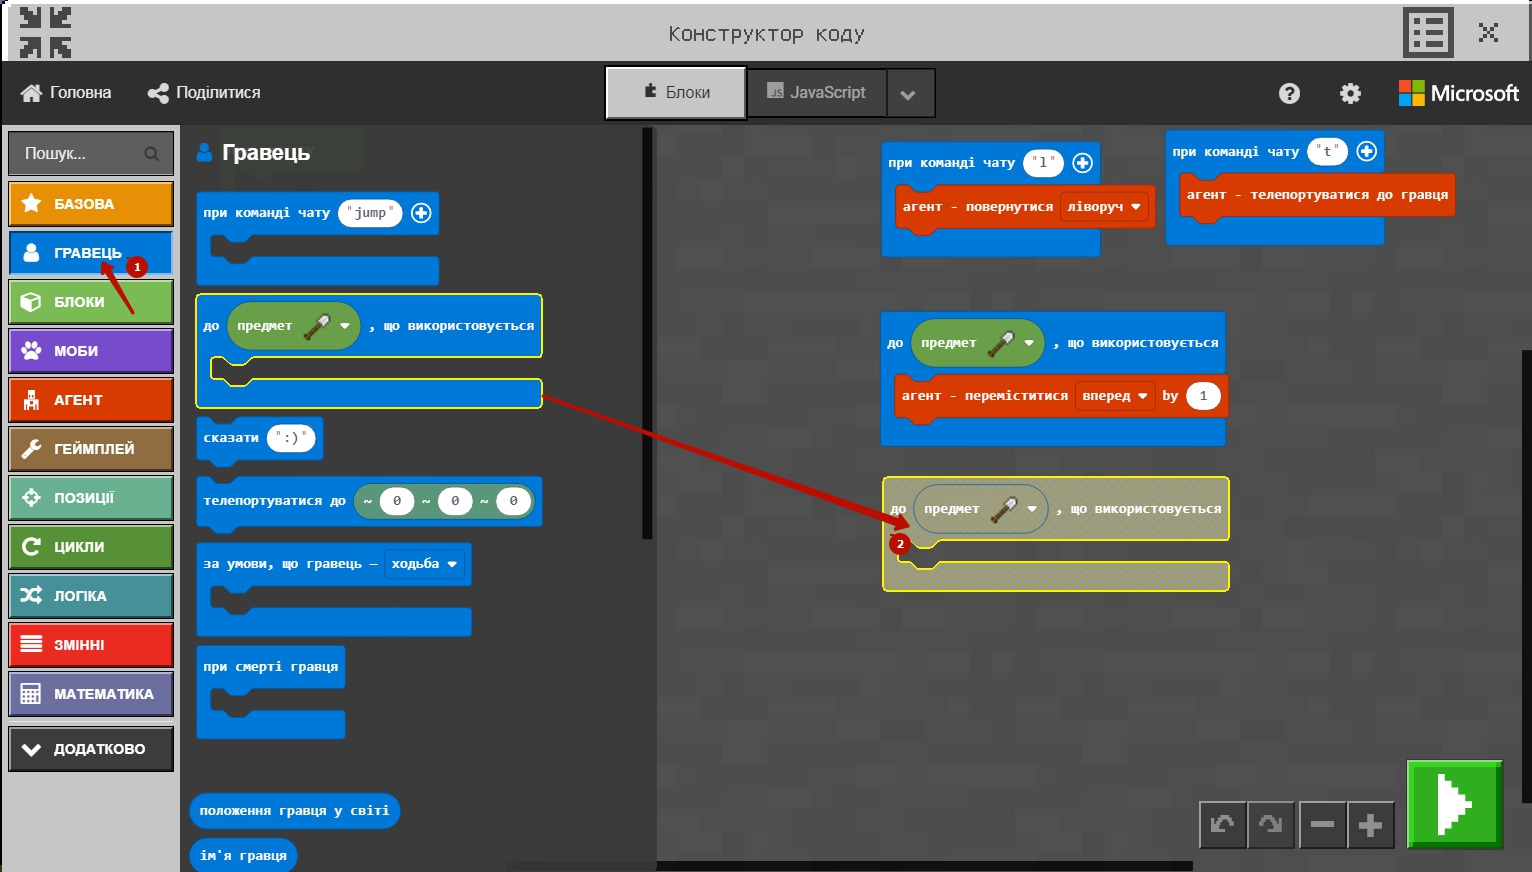 Конструктор коду
Головна
Поділитися
Блоки
JavaScript
Microsoft
Пошук...
БАЗОВА
ГРАВЕЦЬ
1
БЛОКИ
МОБИ
АГЕНТ
ГЕЙМПЛЕЙ
ПОЗИЦІЇ
ЦИКЛИ
ЛОГІКА
ЗМІННІ
МАТЕМАТИКА
ДОДАТКОВО
Гравець
при команді чату "jump"
до предмет , що використовується
сказати ":)"
телепортуватися до ~ 0 ~ 0 ~ 0
за умови, що гравець — ходьба
при смерті гравця
положення гравця у світі
ім'я гравця
при команді чату "l"
агент - повернутися ліворуч
при команді чату "t"
агент - телепортуватися до гравця
до предмет , що використовується
агент - переміститися вперед by 1
до предмет , що використовується
2